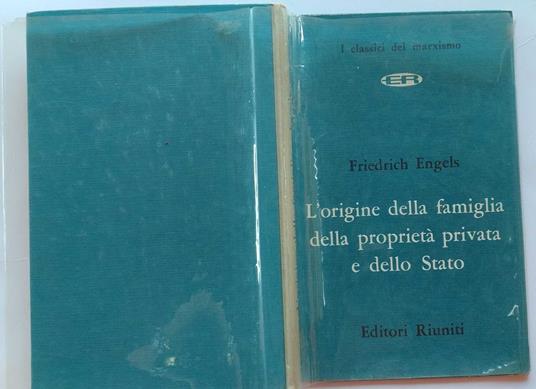 I classici del marxismo
ER
Friedrich Engels
L'origine della famiglia
della proprietà privata
e dello Stato
Editori Riuniti